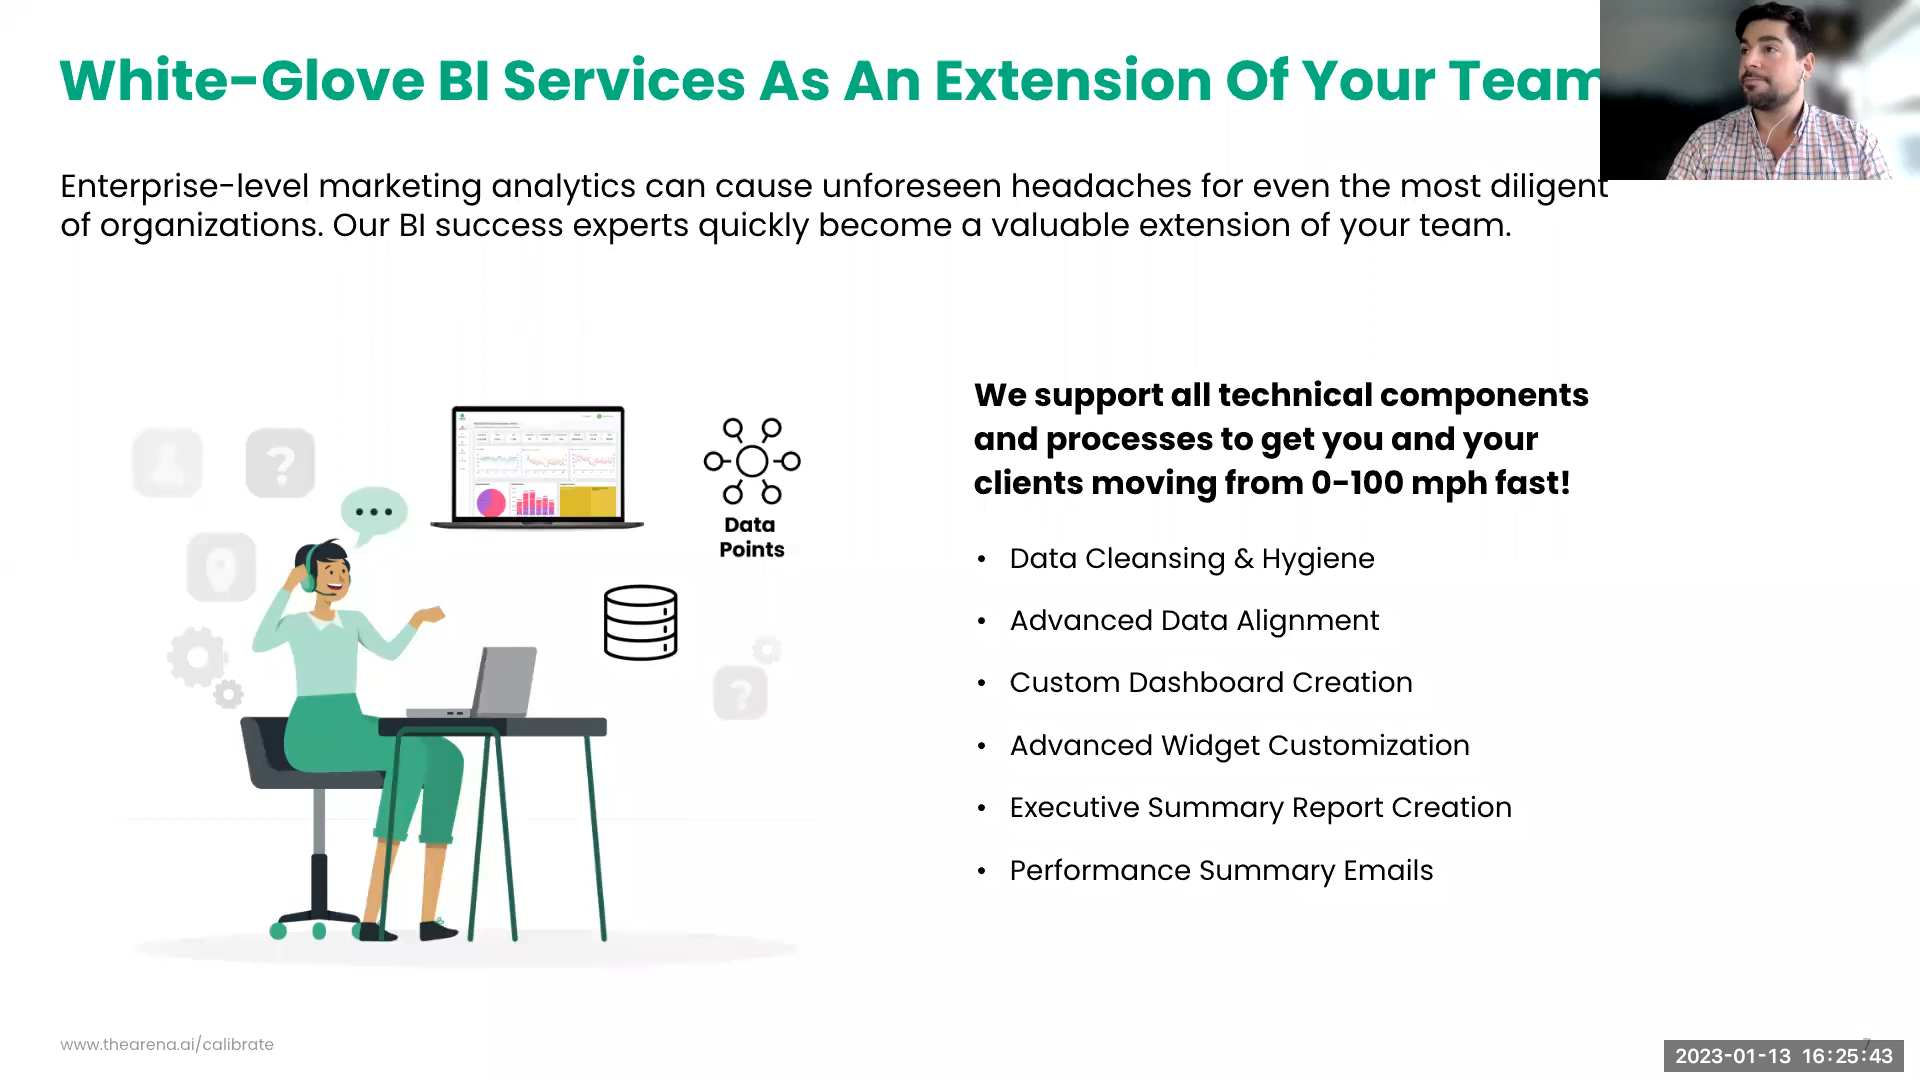 White-Glove BI Services As An Extension Of Your Team
Enterprise-level marketing analytics can cause unforeseen headaches for even the most diligent
of organizations. Our BI success experts quickly become a valuable extension of your team.
We support all technical components
and processes to get you and your
clients moving from 0-100 mph fast!
?
Data
Points
• Data Cleansing & Hygiene
• Advanced Data Alignment
• Custom Dashboard Creation
?
• Advanced Widget Customization
• Executive Summary Report Creation
• Performance Summary Emails
www.thearena.ai/calibrate
7
2023-01-13 16:25:43